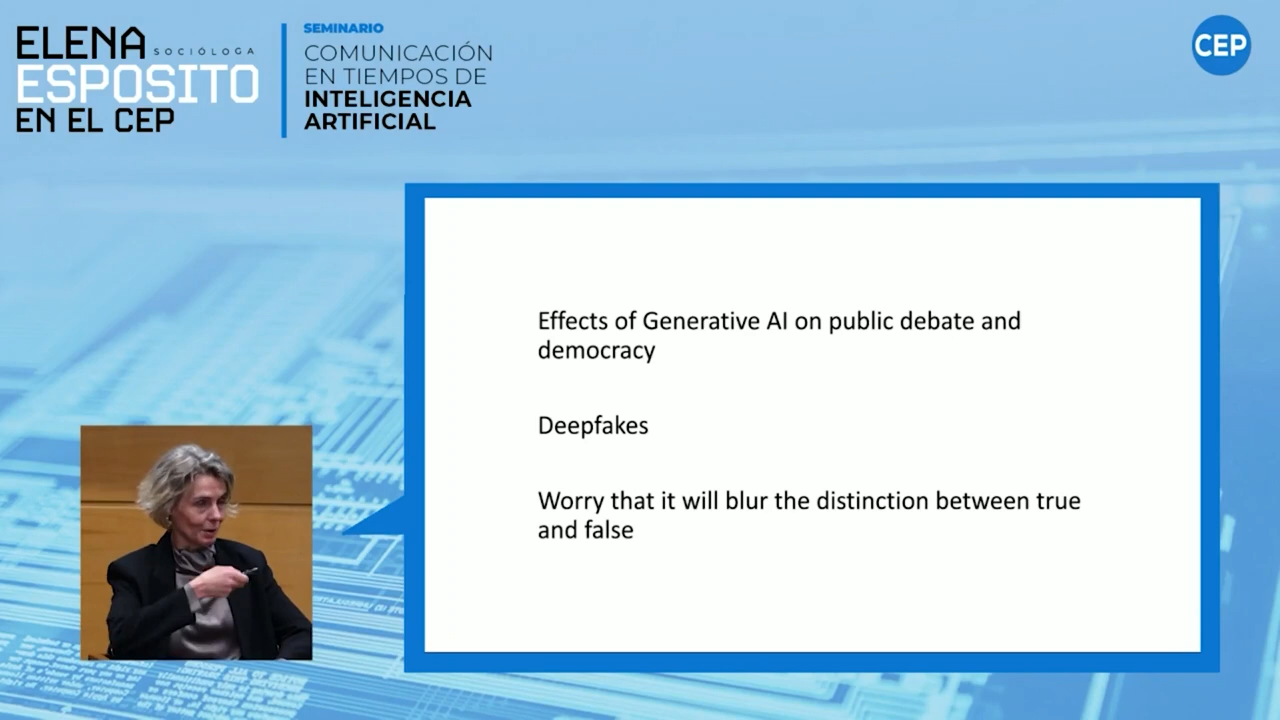 ELENA SOCIÓLOGA
ESPOSITO
EN EL CEP
SEMINARIO
COMUNICACIÓN
EN TIEMPOS DE
INTELIGENCIA
ARTIFICIAL
CEP
Effects of Generative AI on public debate and
democracy
Deepfakes
Worry that it will blur the distinction between true
and false